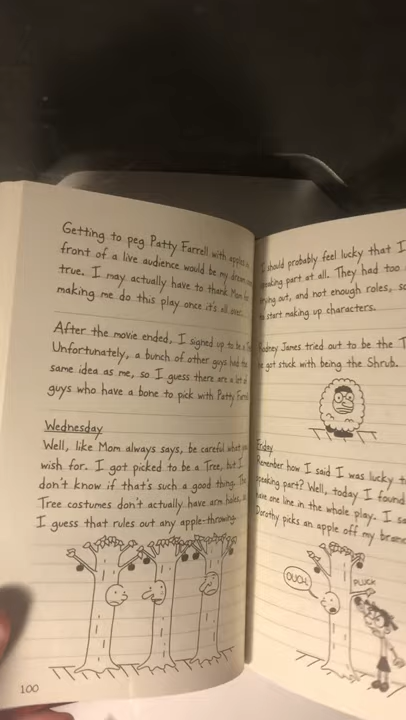 Getting to peg Patty Farrell with apples in
front of a live audience would be my dream
true. I may actually have to thank Mom for
making me do this play once it's all over.
After the movie ended, I signed up to be a
Unfortunately, a bunch of other guys had the
same idea as me, so I guess there are a lot of
guys who have a bone to pick with Patty
Wednesday
Well, like Mom always says, be careful what you
wish for. I got picked to be a Tree, but I
don't know if that's such a good thing. The
Tree costumes don't actually have arm holes, so
I guess that rules out any apple-throwing.
100
I should probably feel lucky that I
speaking part at all. They had too
trying out, and not enough roles, so
to start making up characters.
Rodney James tried out to be the
got stuck with being the Shrub.
Friday
Remember how I said I was lucky
speaking part? Well, today I found
have one line in the whole play. I
Dorothy picks an apple off my
OUCH!
PLUCK